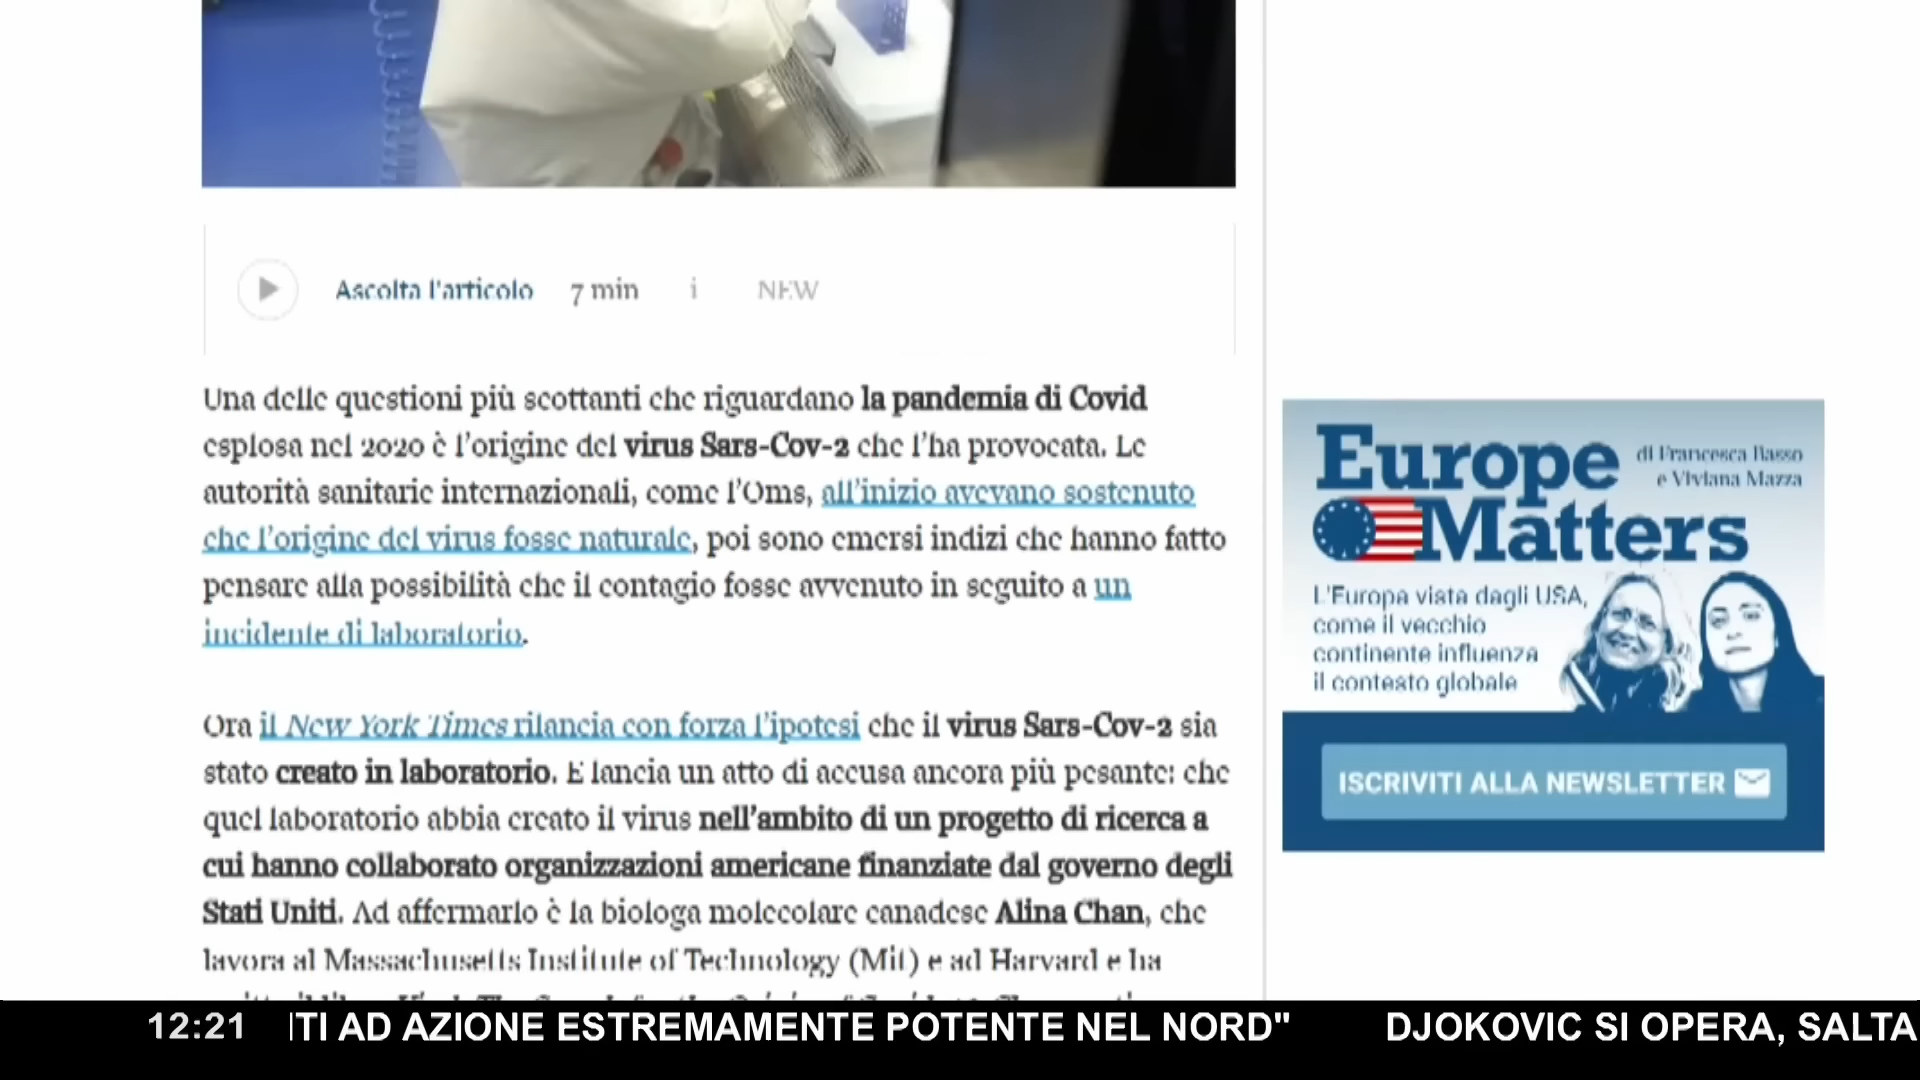 Ascolta l'articolo 7 min i NEW
Una delle questioni più scottanti che riguardano la pandemia di Covid
esplosa nel 2020 è l'origine del virus Sars-Cov-2 che l'ha provocata. Le
autorità sanitarie internazionali, come l'Oms, all'inizio avevano sostenuto
che l'origine del virus fosse naturale, poi sono emersi indizi che hanno fatto
pensare alla possibilità che il contagio fosse avvenuto in seguito a un
incidente di laboratorio.
Ora il New York Times rilancia con forza l'ipotesi che il virus Sars-Cov-2 sia
stato creato in laboratorio. E lancia un atto di accusa ancora più pesante: che
quel laboratorio abbia creato il virus nell'ambito di un progetto di ricerca a
cui hanno collaborato organizzazioni americane finanziate dal governo degli
Stati Uniti. Ad affermarlo è la biologa molecolare canadese Alina Chan, che
lavora al Massachusetts Institute of Technology (Mit) e ad Harvard e ha
Europe
Matters
di Francesca Basso
e Viviana Mazza
L'Europa vista dagli USA,
come il vecchio
continente influenza
il contesto globale
ISCRIVITI ALLA NEWSLETTER
12:21 ITI AD AZIONE ESTREMAMENTE POTENTE NEL NORD" DJOKOVIC SI OPERA, SALTA